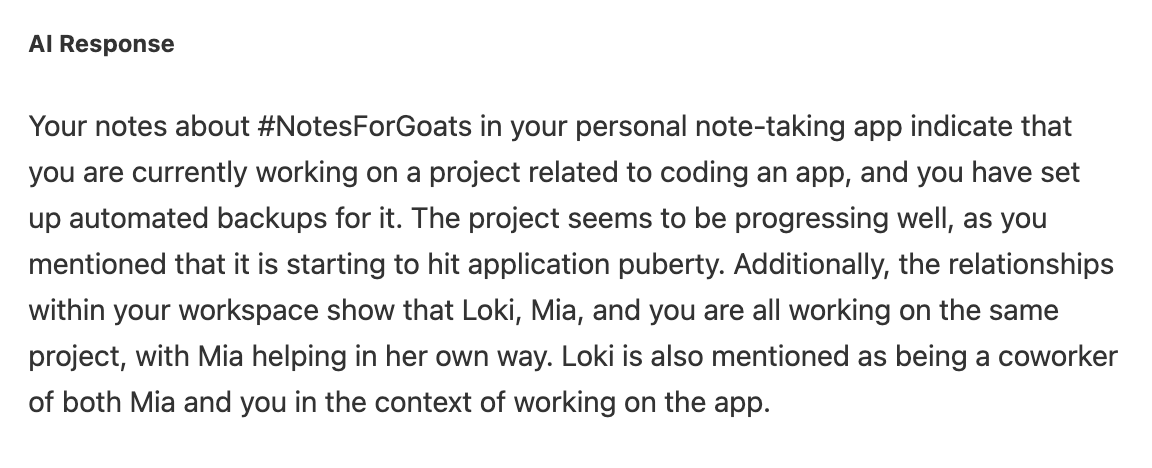 AI Response
Your notes about #NotesForGoats in your personal note-taking app indicate that
you are currently working on a project related to coding an app, and you have set
up automated backups for it. The project seems to be progressing well, as you
mentioned that it is starting to hit application puberty. Additionally, the relationships
within your workspace show that Loki, Mia, and you are all working on the same
project, with Mia helping in her own way. Loki is also mentioned as being a coworker
of both Mia and you in the context of working on the app.